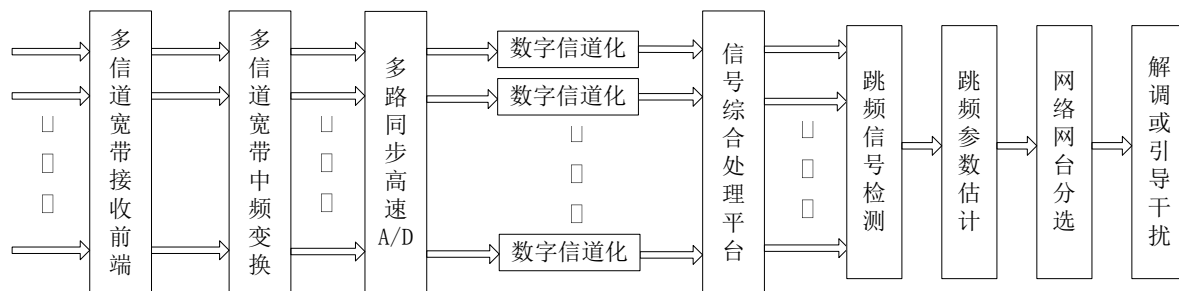 多信道宽带接收前端
多信道宽带中频变换
多路同步高速A/D
数字信道化
数字信道化
数字信道化
信号综合处理平台
跳频信号检测
跳频参数估计
网络网台分选
解调或引导干扰